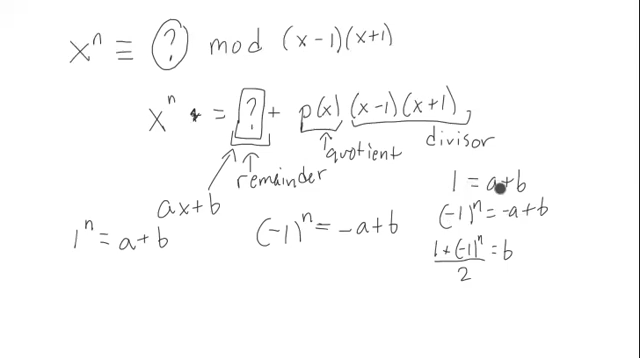 xⁿ ≡ ? mod (x-1)(x+1)
xⁿ = ? + p(x) (x-1)(x+1)
quotient divisor
remainder
ax+b
1ⁿ = a+b
(-1)ⁿ = -a+b
1 = a+b
(-1)ⁿ = -a+b
(1+(-1)ⁿ)/2 = b